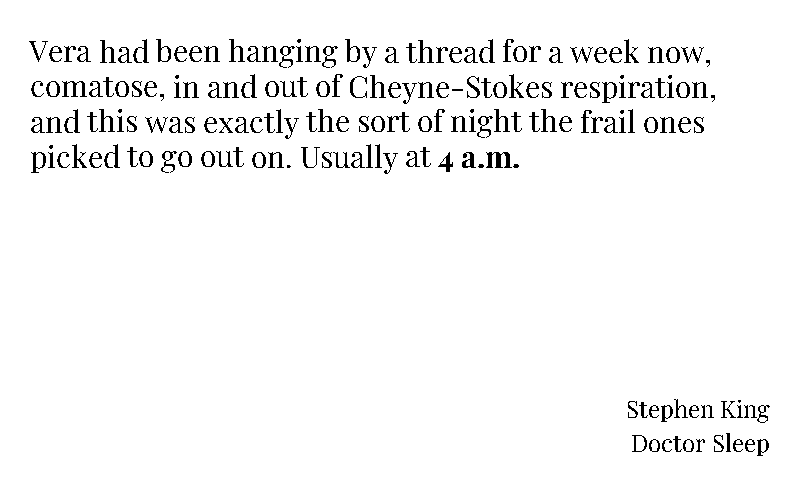 Vera had been hanging by a thread for a week now,
comatose, in and out of Cheyne-Stokes respiration,
and this was exactly the sort of night the frail ones
picked to go out on. Usually at 4 a.m.
Stephen King
Doctor Sleep